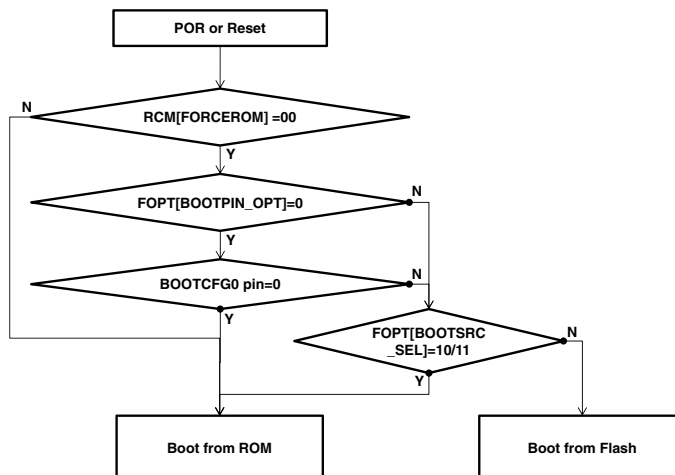 POR or Reset
N
RCM[FORCEROM] =00
Y
N
FOPT[BOOTPIN_OPT]=0
Y
N
BOOTCFG0 pin=0
Y
N
FOPT[BOOTSRC
_SEL]=10/11
Y
Boot from ROM
Boot from Flash